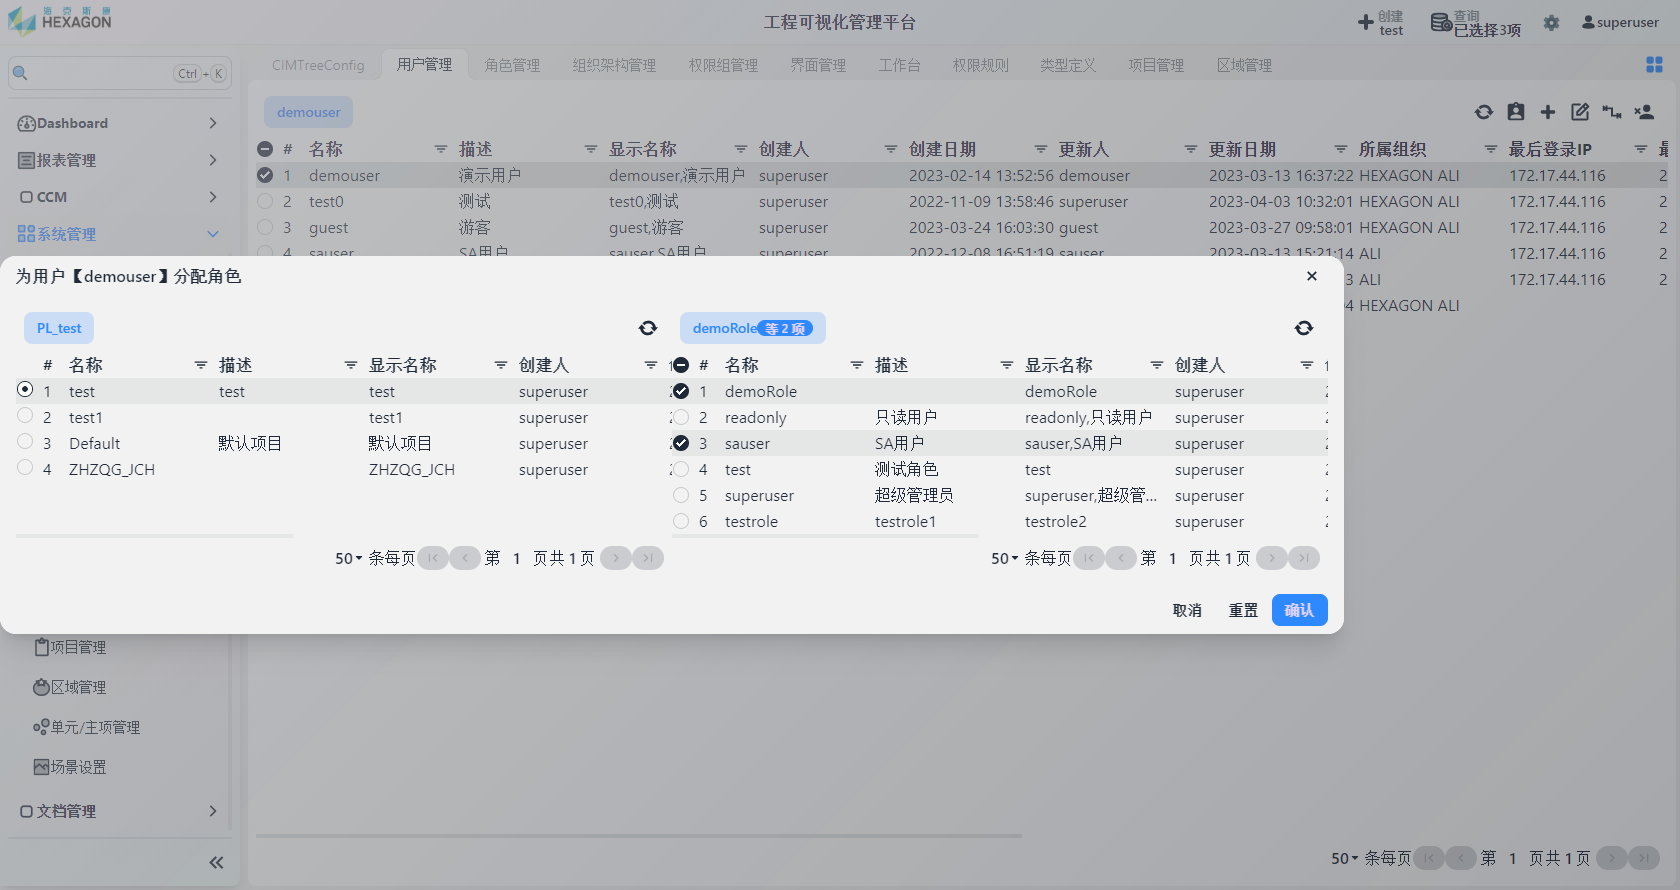 海克斯康
HEXAGON
工程可视化管理平台
创建
test
查询
已选择3项
superuser
Ctrl + K
CIMTreeConfig 用户管理 角色管理 组织架构管理 权限组管理 界面管理 工作台 权限规则 类型定义 项目管理 区域管理
Dashboard
报表管理
CCM
系统管理
demouser
# 名称 描述 显示名称 创建人 创建日期 更新人 更新日期 所属组织 最后登录IP
1 demouser 演示用户 demouser,演示用户 superuser 2023-02-14 13:52:56 demouser 2023-03-13 16:37:22 HEXAGON ALI 172.17.44.116 2
2 test0 测试 test0,测试 superuser 2022-11-09 13:58:46 superuser 2023-04-03 10:32:01 HEXAGON ALI 172.17.44.116 2
3 guest 游客 guest,游客 superuser 2023-03-24 16:03:30 guest 2023-03-27 09:58:01 HEXAGON ALI 172.17.44.116 2
4 sauser SA用户 sauser,SA用户 superuser 2022-12-08 16:51:19 sauser 2023-03-13 15:21:14 ALI 172.17.44.116 2
3 ALI 172.17.44.116 2
4 HEXAGON ALI
为用户【demouser】分配角色
PL_test
# 名称 描述 显示名称 创建人
1 test test test superuser
2 test1 test1 superuser
3 Default 默认项目 默认项目 superuser
4 ZHZQG_JCH ZHZQG_JCH superuser
50 条每页 第 1 页共 1 页
demoRole 等 2 项
# 名称 描述 显示名称 创建人
1 demoRole demoRole superuser
2 readonly 只读用户 readonly,只读用户 superuser
3 sauser SA用户 sauser,SA用户 superuser
4 test 测试角色 test superuser
5 superuser 超级管理员 superuser,超级管... superuser
6 testrole testrole1 testrole2 superuser
50 条每页 第 1 页共 1 页
取消 重置 确认
项目管理
区域管理
单元/主项管理
场景设置
文档管理
50 条每页 第 1 页共 1 页